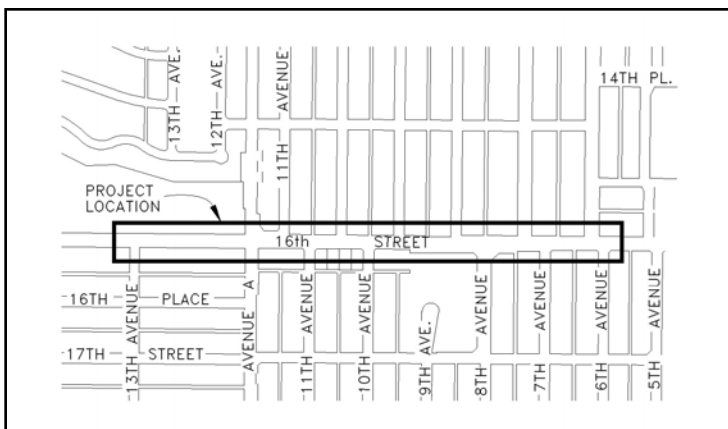 13TH AVE.
12TH AVE.
11TH AVENUE
14TH PL.
PROJECT
LOCATION
16th STREET
16TH PLACE
17TH STREET
13TH AVENUE
AVENUE A
11TH AVENUE
10TH AVENUE
9TH AVE.
8TH AVENUE
7TH AVENUE
6TH AVENUE
5TH AVENUE